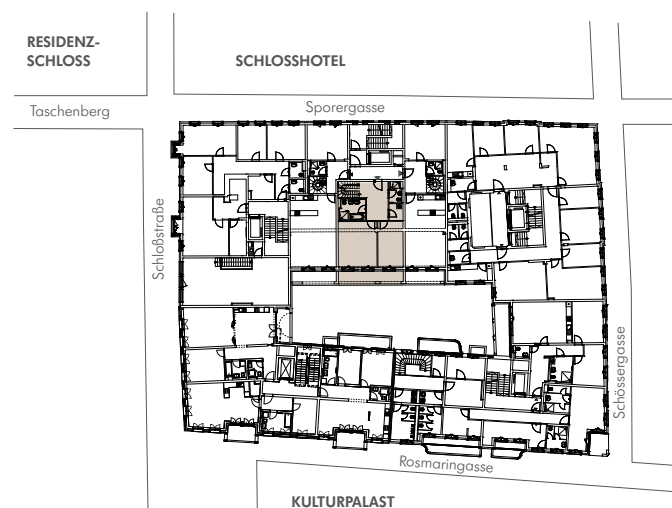 RESIDENZ-
SCHLOSS
SCHLOSSHOTEL
Taschenberg
Sporergasse
Schloßstraße
Schössergasse
Rosmaringasse
KULTURPALAST